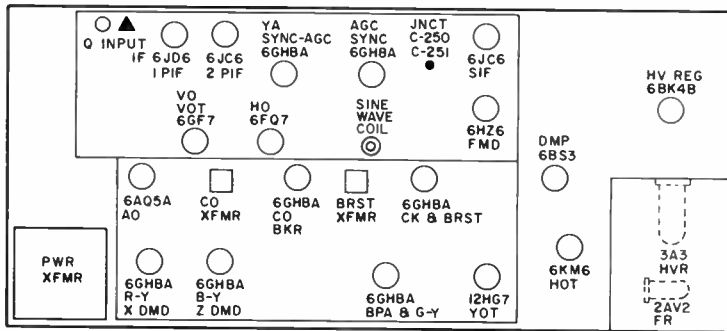 Q INPUT
IF
6JD6
1 PIF
6JC6
2 PIF
YA
SYNC-AGC
6GH8A
AGC
SYNC
6GH8A
JNCT
C-250
C-251
6JC6
SIF
HV REG
6BK4B
VO
VOT
6GF7
HO
6FQ7
SINE
WAVE
COIL
6HZ6
FMD
DMP
6BS3
6AQ5A
AO
CO
XFMR
6GH8A
CO
BKR
BRST
XFMR
6GH8A
CK & BRST
PWR
XFMR
6GH8A
R-Y
X DMD
6GH8A
B-Y
Z DMD
6GH8A
BPA & G-Y
12HG7
YOT
6KM6
HOT
3A3
HVR
2AV2
FR